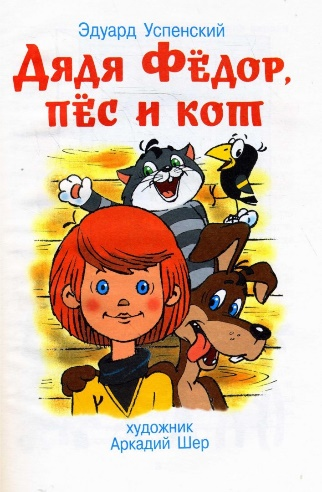 Эдуард Успенский
Дядя Фёдор,
пёс и кот
художник
Аркадий Шер